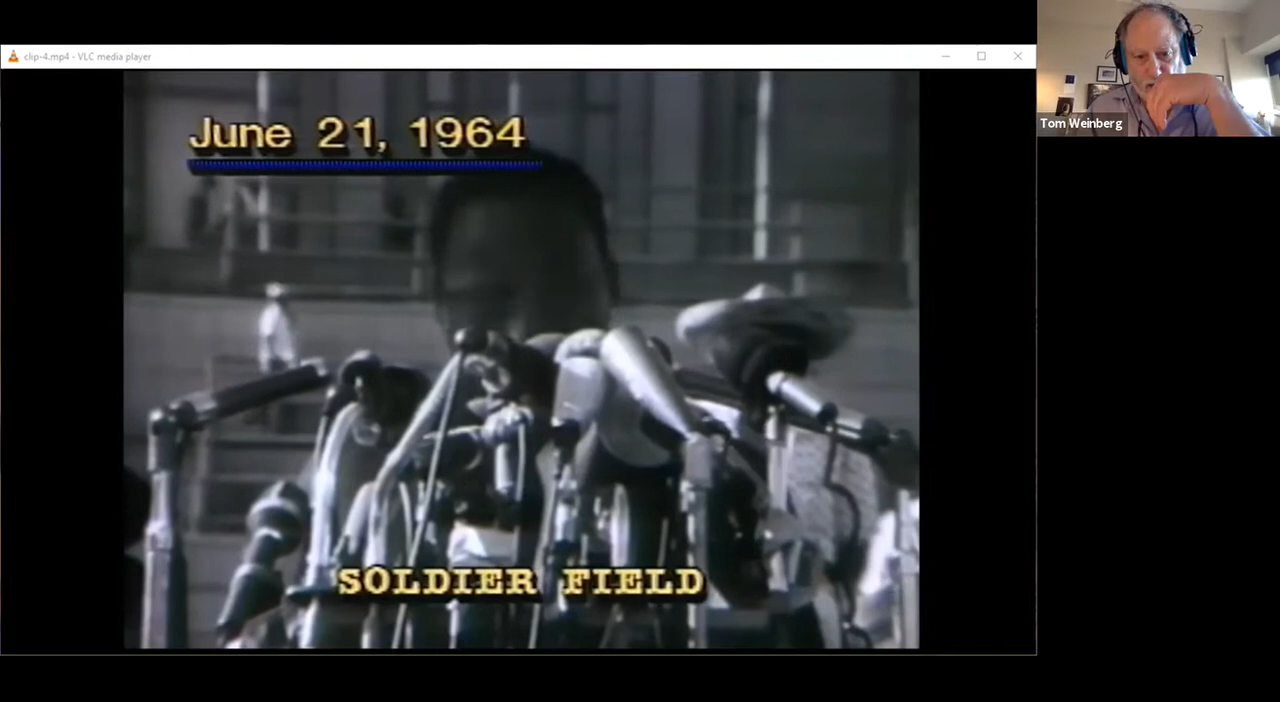 clip-4.mp4 - VLC media player
June 21, 1964
SOLDIER FIELD
Tom Weinberg